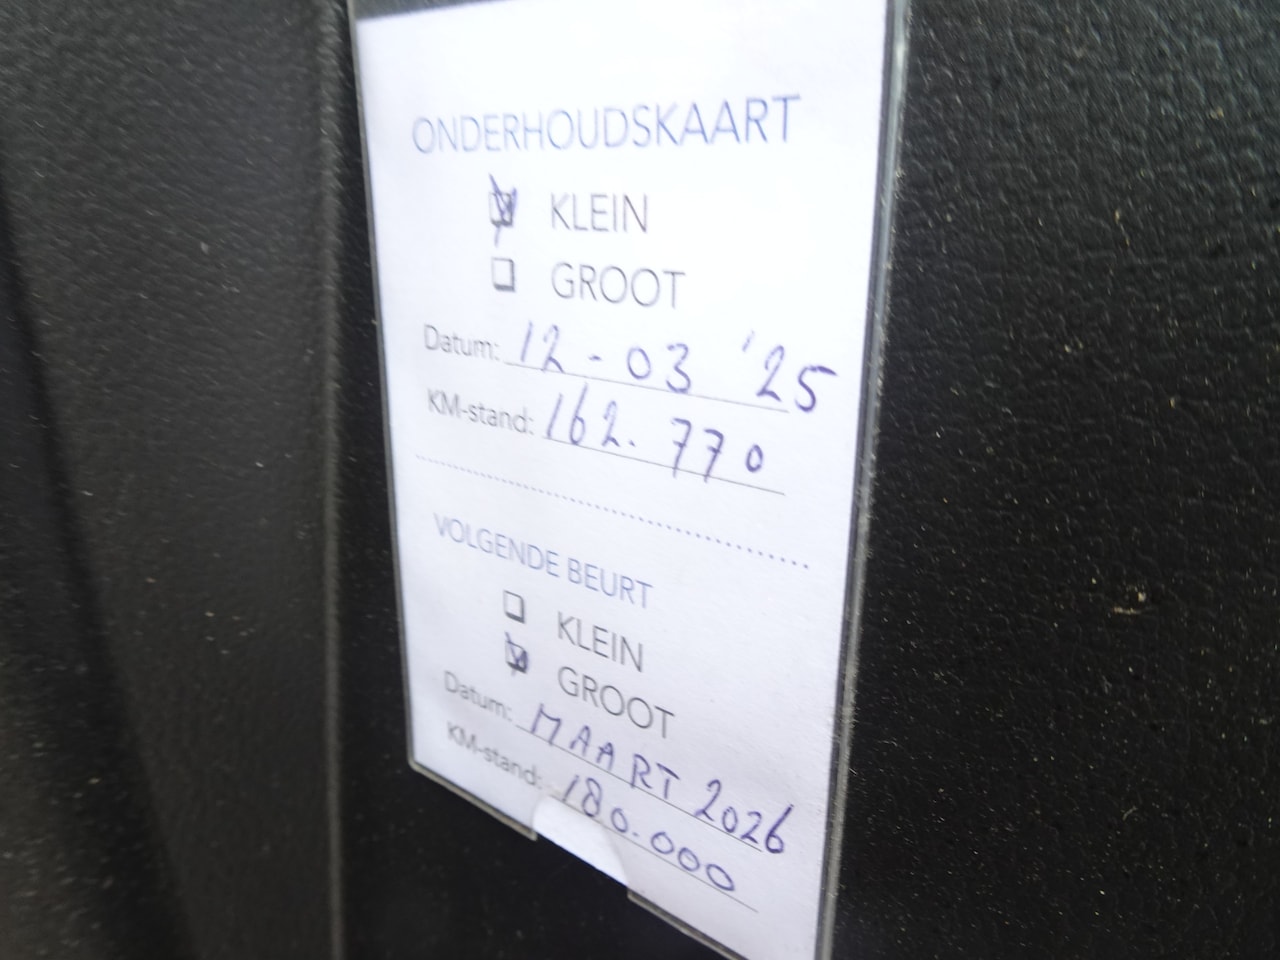 ONDERHOUDSKAART
KLEIN
GROOT
Datum: 12-03 '25
KM-stand: 162.770
VOLGENDE BEURT
KLEIN
GROOT
Datum: MAART 2026
KM-stand: 180.000